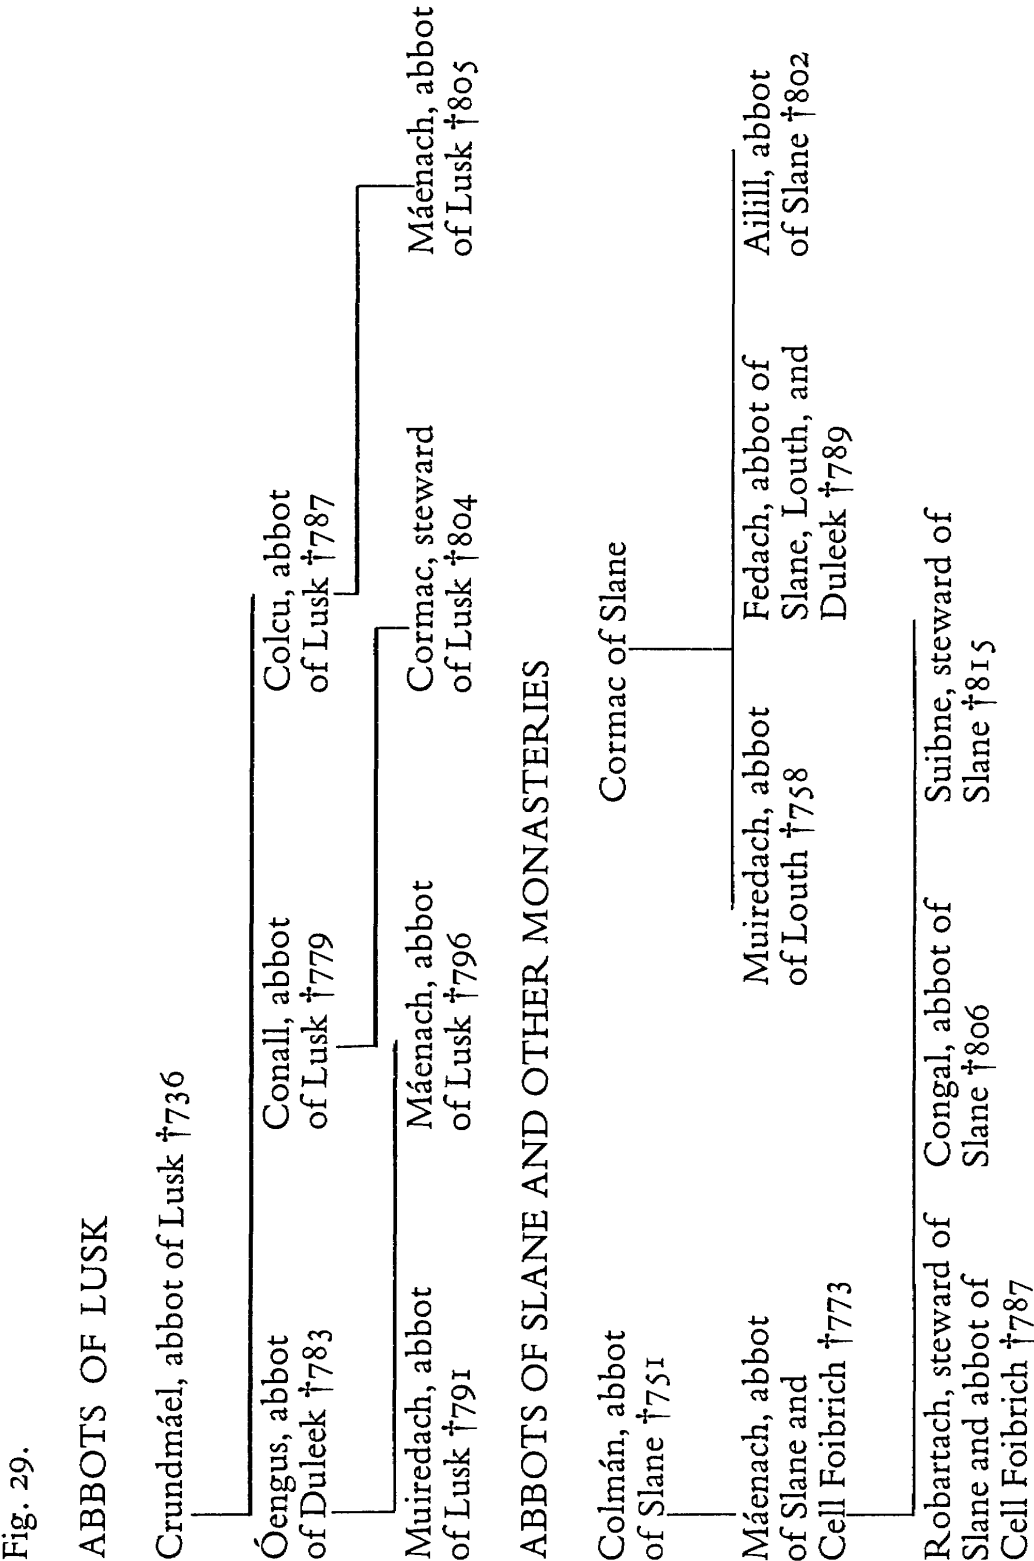 Fig. 29.
ABBOTS OF LUSK
Crundmáel, abbot of Lusk †736
Óengus, abbot
of Duleek †783
Conall, abbot
of Lusk †779
Colcu, abbot
of Lusk †787
Muiredach, abbot
of Lusk †791
Máenach, abbot
of Lusk †796
Cormac, steward
of Lusk †804
Máenach, abbot
of Lusk †805
ABBOTS OF SLANE AND OTHER MONASTERIES
Colmán, abbot
of Slane †751
Cormac of Slane
Máenach, abbot
of Slane and
Cell Foibrich †773
Muiredach, abbot
of Louth †758
Fedach, abbot of
Slane, Louth, and
Duleek †789
Ailill, abbot
of Slane †802
Robartach, steward of
Slane and abbot of
Cell Foibrich †787
Congal, abbot of
Slane †806
Suibne, steward of
Slane †815